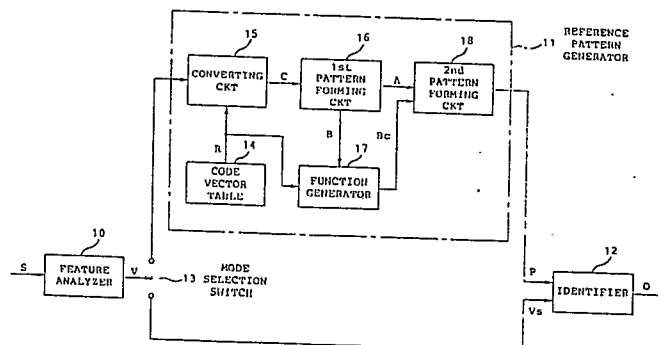 15
16
18
11
REFERENCE
PATTERN
GENERATOR
CONVERTING
CKT
C
1st
PATTERN
FORMING
CKT
A
2nd
PATTERN
FORMING
CKT
R
14
B
17
Bc
CODE
VECTOR
TABLE
FUNCTION
GENERATOR
10
S
FEATURE
ANALYZER
V
13
MODE
SELECTION
SWITCH
P
12
IDENTIFIER
O
Vs